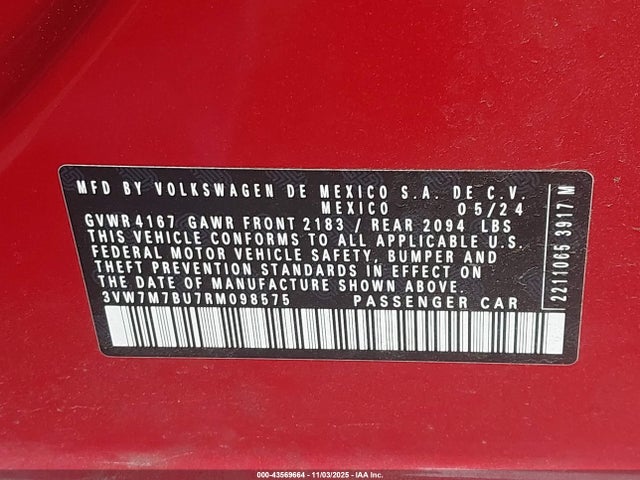 MFD BY VOLKSWAGEN DE MEXICO S.A. DE C.V.
MEXICO 05/24
GVWR 4167 GAWR FRONT 2183 / REAR 2094 LBS
THIS VEHICLE CONFORMS TO ALL APPLICABLE U.S.
FEDERAL MOTOR VEHICLE SAFETY, BUMPER AND
THEFT PREVENTION STANDARDS IN EFFECT ON
THE DATE OF MANUFACTURE SHOWN ABOVE.
3VW7M7BU7RM098575 PASSENGER CAR
2211065 3917 M
000-43569664 - 11/03/2025 - IAA Inc.